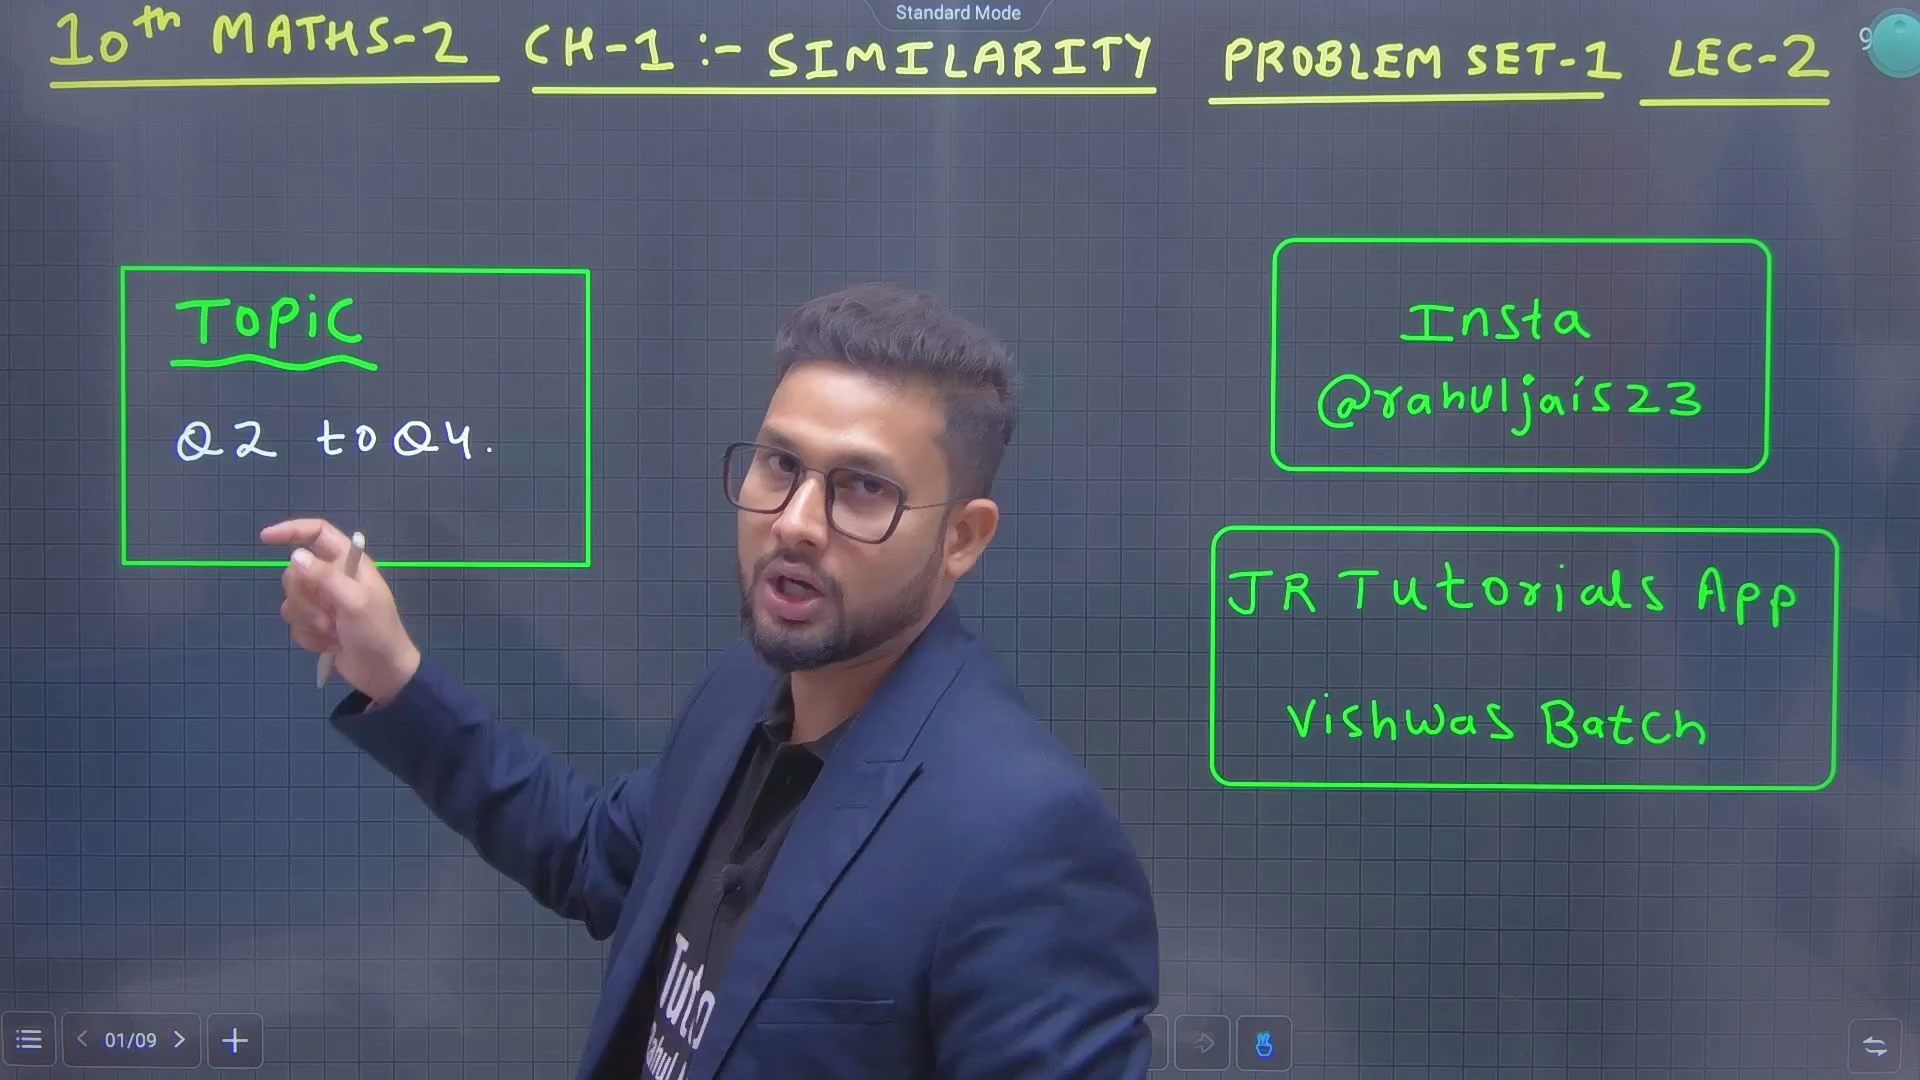 Standard Mode
10th MATHS-2 CH-1 :- SIMILARITY PROBLEM SET-1 LEC-2
TOPiC
Q2 to Q4.
Insta
@rahuljais23
JR Tutorials App
Vishwas Batch
Tuto
01/09